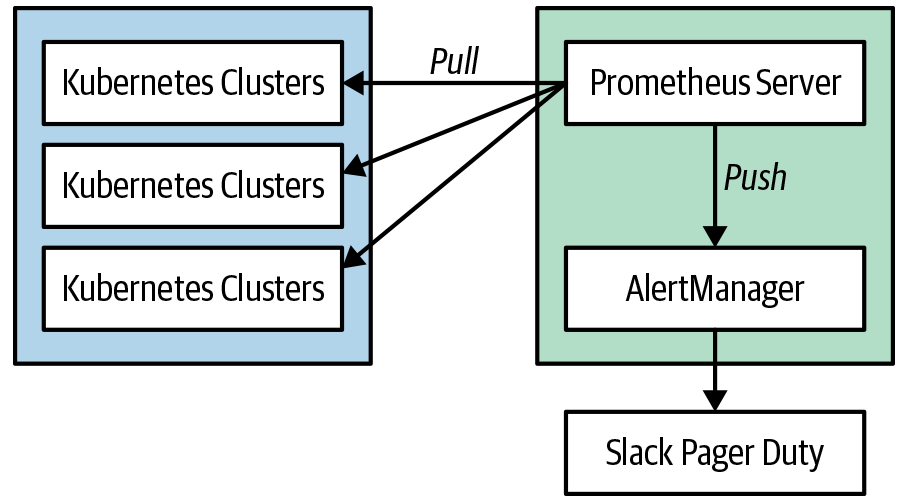 Kubernetes Clusters
Kubernetes Clusters
Kubernetes Clusters
Pull
Prometheus Server
Push
AlertManager
Slack Pager Duty